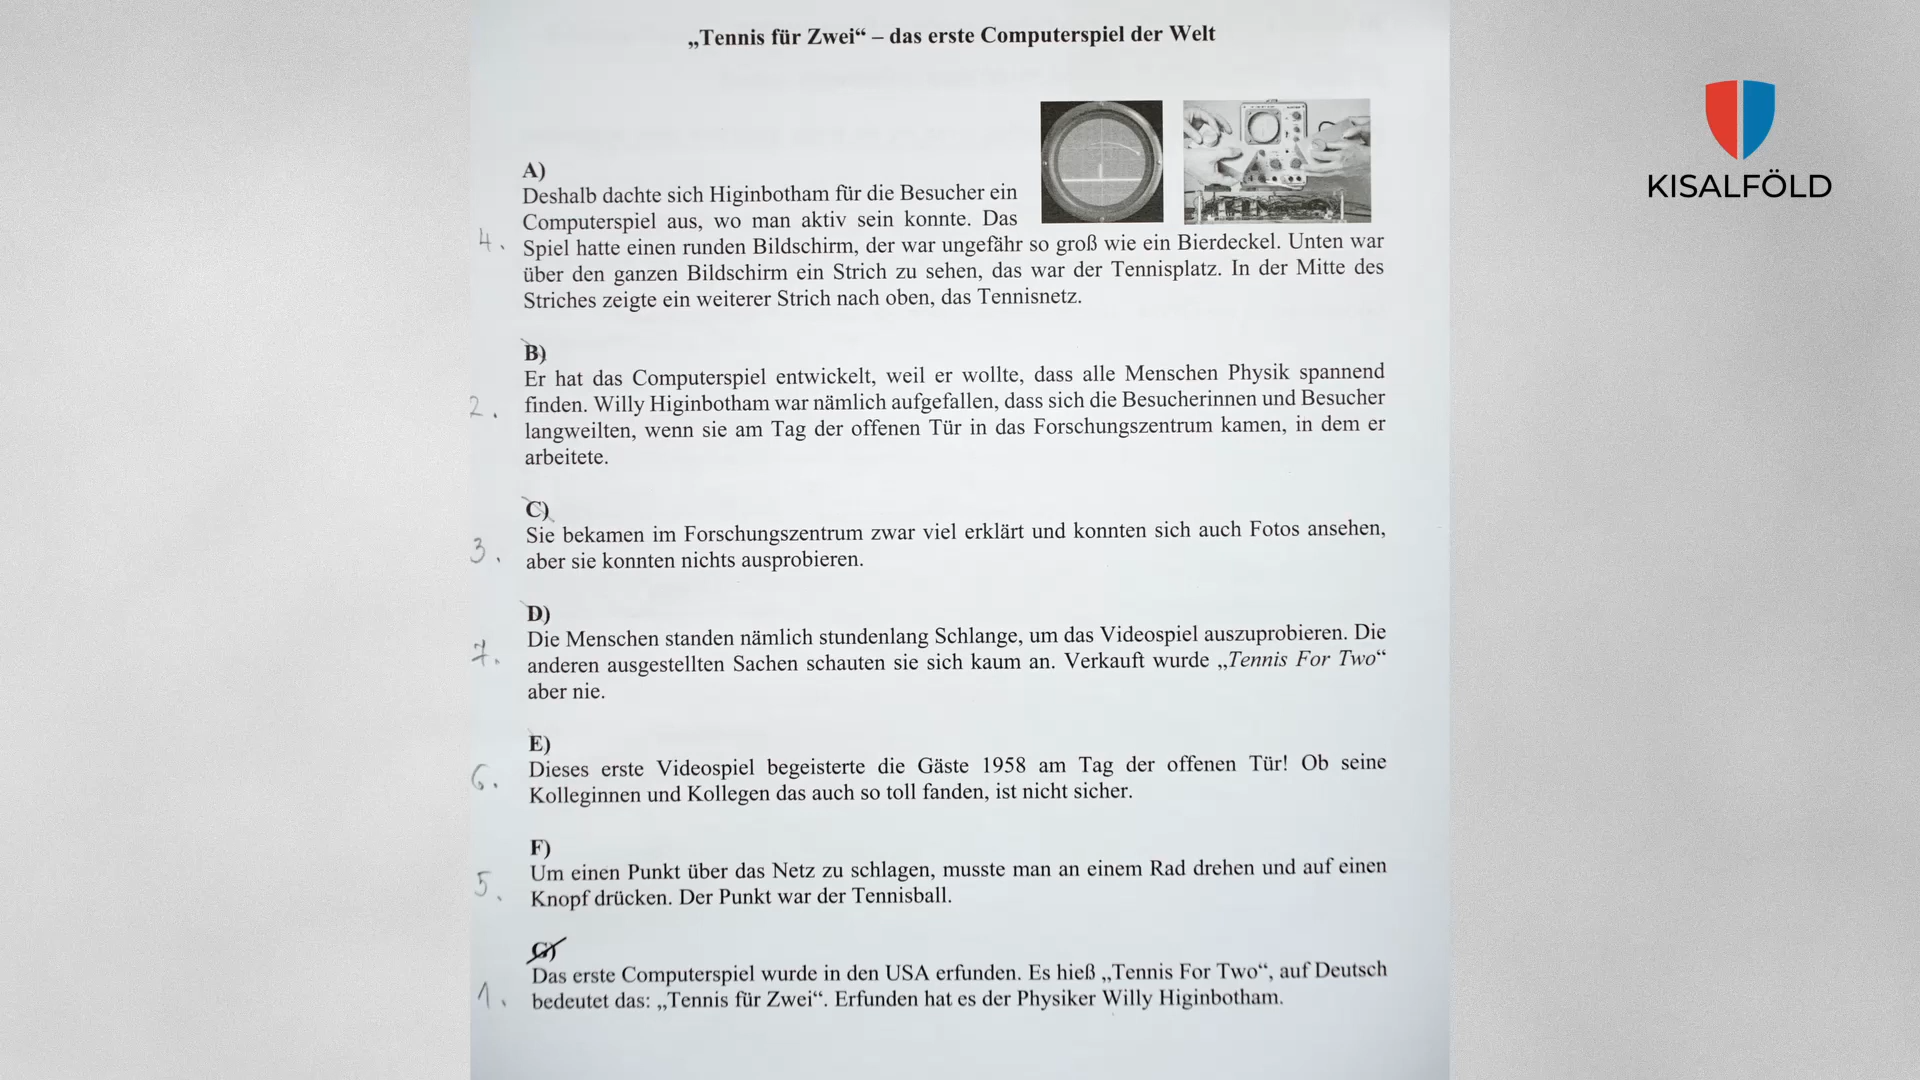 „Tennis für Zwei“ – das erste Computerspiel der Welt
KISALFÖLD
A)
Deshalb dachte sich Higinbotham für die Besucher ein
Computerspiel aus, wo man aktiv sein konnte. Das
4. Spiel hatte einen runden Bildschirm, der war ungefähr so groß wie ein Bierdeckel. Unten war
über den ganzen Bildschirm ein Strich zu sehen, das war der Tennisplatz. In der Mitte des
Striches zeigte ein weiterer Strich nach oben, das Tennisnetz.
B)
Er hat das Computerspiel entwickelt, weil er wollte, dass alle Menschen Physik spannend
2. finden. Willy Higinbotham war nämlich aufgefallen, dass sich die Besucherinnen und Besucher
langweilten, wenn sie am Tag der offenen Tür in das Forschungszentrum kamen, in dem er
arbeitete.
C)
Sie bekamen im Forschungszentrum zwar viel erklärt und konnten sich auch Fotos ansehen,
3. aber sie konnten nichts ausprobieren.
D)
Die Menschen standen nämlich stundenlang Schlange, um das Videospiel auszuprobieren. Die
7. anderen ausgestellten Sachen schauten sie sich kaum an. Verkauft wurde „Tennis For Two“
aber nie.
E)
Dieses erste Videospiel begeisterte die Gäste 1958 am Tag der offenen Tür! Ob seine
6. Kolleginnen und Kollegen das auch so toll fanden, ist nicht sicher.
F)
Um einen Punkt über das Netz zu schlagen, musste man an einem Rad drehen und auf einen
5. Knopf drücken. Der Punkt war der Tennisball.
G)
Das erste Computerspiel wurde in den USA erfunden. Es hieß „Tennis For Two“, auf Deutsch
1. bedeutet das: „Tennis für Zwei“. Erfunden hat es der Physiker Willy Higinbotham.